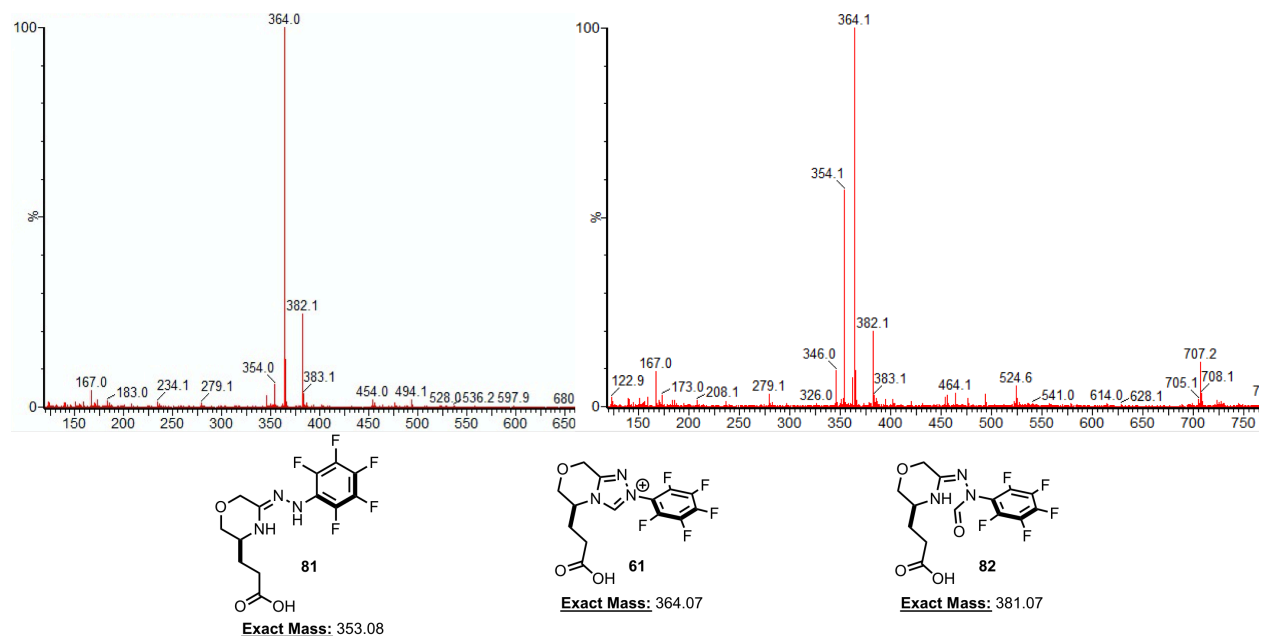 100
364.0
%
382.1
354.0
383.1
167.0
183.0
234.1
279.1
454.0
494.1
528.0
536.2
597.9
680
0
150 200 250 300 350 400 450 500 550 600 650
100
364.1
354.1
%
382.1
346.0
383.1
167.0
122.9
173.0
208.1
279.1
326.0
464.1
524.6
541.0
614.0
628.1
705.1
707.2
708.1
7
0
150 200 250 300 350 400 450 500 550 600 650 700 750
O
N
N
H
NH
F
F
F
F
F
O
OH
81
Exact Mass: 353.08
O
N
N
N
+
F
F
F
F
F
O
OH
61
Exact Mass: 364.07
O
N
NH
N
O
F
F
F
F
F
O
OH
82
Exact Mass: 381.07